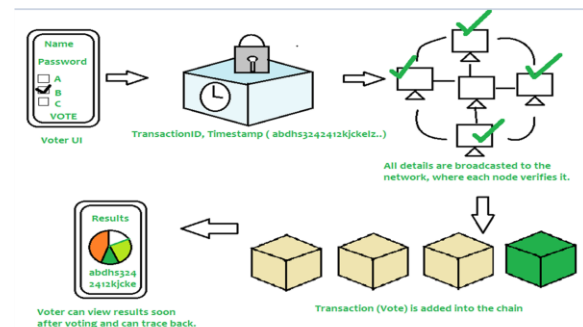 Name
Password
A
B
C
VOTE
Voter UI
TransactionID, Timestamp ( abdhs3242412kjckelz..)
All details are broadcasted to the
network, where each node verifies it.
Results
abdhs324
2412kjcke
Voter can view results soon
after voting and can trace back.
Transaction (Vote) is added into the chain